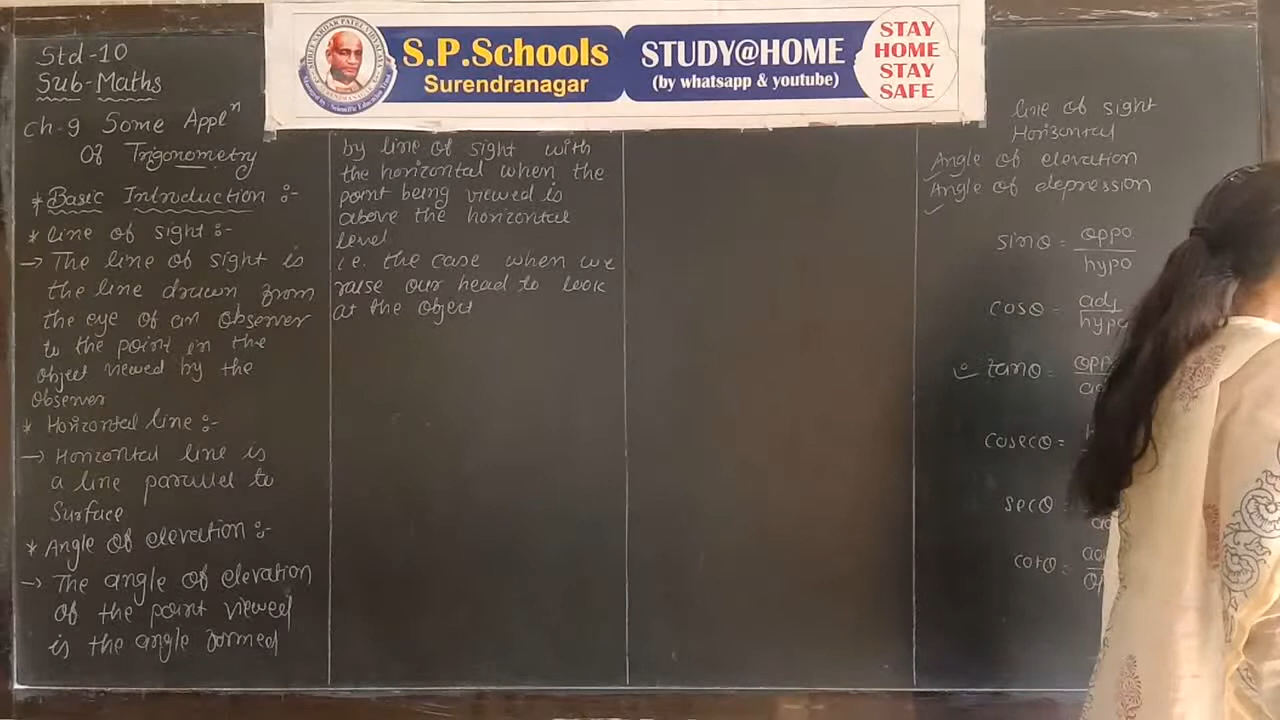 S.P.Schools
Surendranagar
STUDY@HOME
(by whatsapp & youtube)
STAY
HOME
STAY
SAFE
Std-10
Sub-Maths
Ch-9 Some Applⁿ
Of Trigonometry
* Basic Introduction :-
* Line of sight :-
→ The line of sight is
the line drawn from
the eye of an observer
to the point in the
object viewed by the
observer
* Horizontal line :-
→ Horizontal line is
a line parallel to
surface
* Angle of elevation :-
→ The angle of elevation
of the point viewed
is the angle formed
by line of sight with
the horizontal when the
point being viewed is
above the horizontal
level
i.e. the case when we
raise our head to look
at the object
line of sight
Horizontal
Angle of elevation
Angle of depression
sinθ = oppo/hypo
cosθ = adj/hypo
tanθ = opp
cosecθ =
secθ =
cotθ =